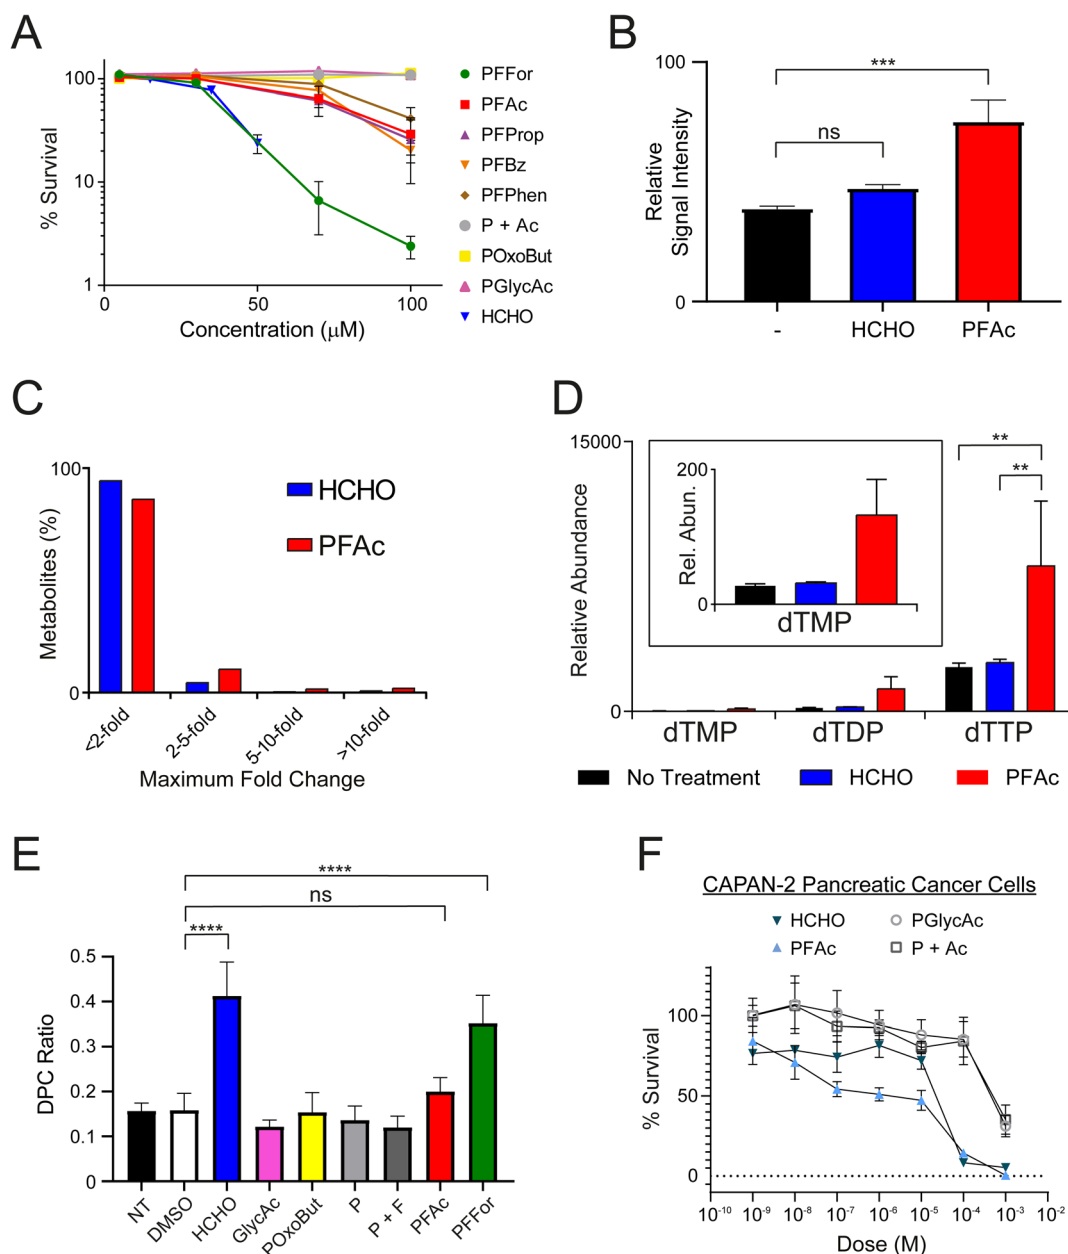 A
100
10
1
% Survival
0
50
100
Concentration (μM)
PFFor
PFAc
PFProp
PFBz
PFPhen
P + Ac
POxoBut
PGlycAc
HCHO
B
100
0
Relative
Signal Intensity
***
ns
-
HCHO
PFAc
C
100
0
Metabolites (%)
HCHO
PFAc
<2-fold
2-5-fold
5-10-fold
>10-fold
Maximum Fold Change
D
15000
0
Relative Abundance
200
0
Rel. Abun.
dTMP
**
**
dTMP
dTDP
dTTP
No Treatment
HCHO
PFAc
E
****
ns
****
0.5
0.4
0.3
0.2
0.1
0
DPC Ratio
NT
DMSO
HCHO
GlycAc
POxoBut
P
P + F
PFAc
PFFor
F
CAPAN-2 Pancreatic Cancer Cells
HCHO
PGlycAc
PFAc
P + Ac
100
50
0
% Survival
10⁻¹⁰ 10⁻⁹ 10⁻⁸ 10⁻⁷ 10⁻⁶ 10⁻⁵ 10⁻⁴ 10⁻³ 10⁻²
Dose (M)